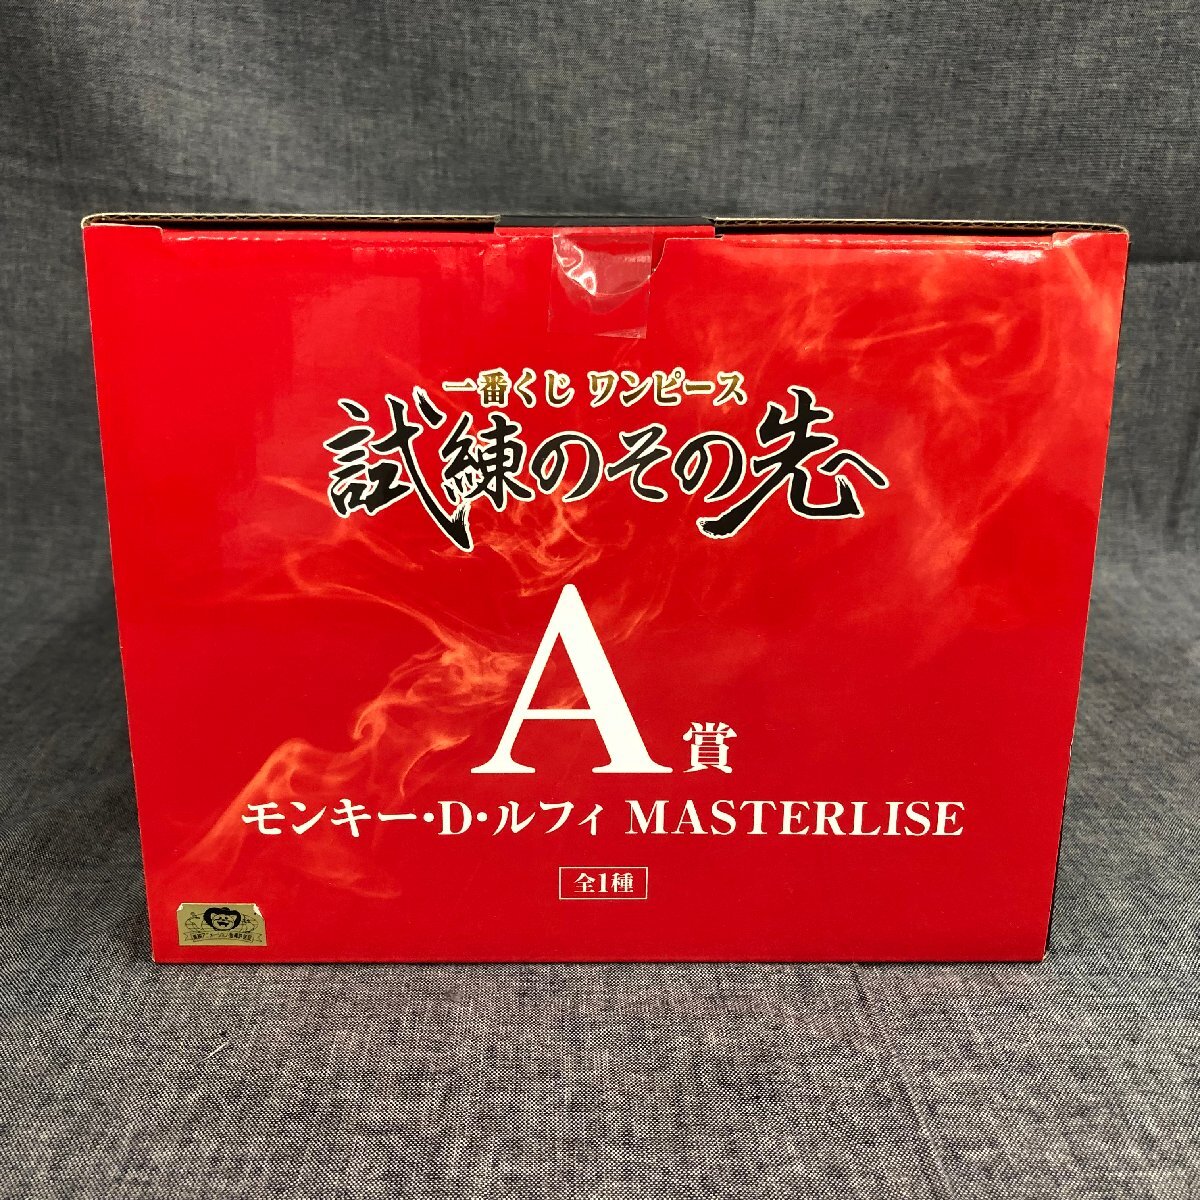 一番くじ ワンピース
試練のその先へ
A賞
モンキー・D・ルフィ MASTERLISE
全1種